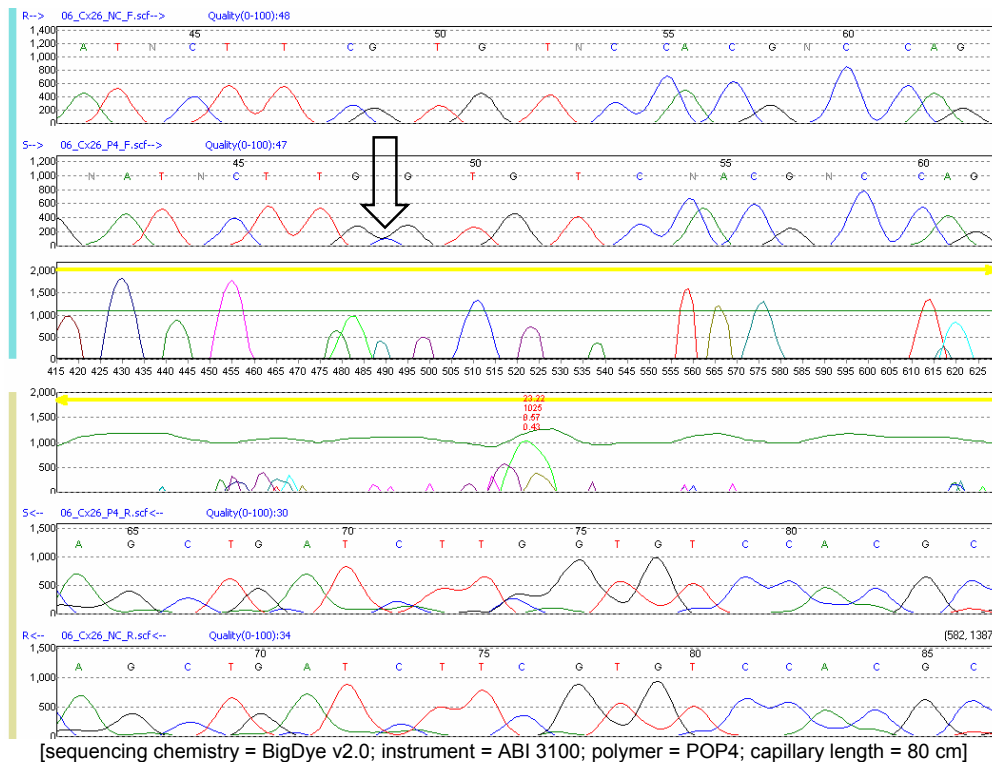 R--> 06_Cx26_NC_F.scf--> Quality(0-100):48
1,400 45 50 55 60
1,200 A T N C T T C G T G T N C C A C G N C C A G
1,000
800
600
400
200
0
S--> 06_Cx26_P4_F.scf--> Quality(0-100):47
1,200 45 50 55 60
1,000 N A T N C T T G G T G T C N A C G N C C A G
800
600
400
200
0
2,000
1,500
1,000
500
0
415 420 425 430 435 440 445 450 455 460 465 470 475 480 485 490 495 500 505 510 515 520 525 530 535 540 545 550 555 560 565 570 575 580 585 590 595 600 605 610 615 620 625
2,000 23.22
1,500 1025
0.57
0.43
1,000
500
0
S<-- 06_Cx26_P4_R.scf<-- Quality(0-100):30
1,500 65 70 75 80
A G C T G A T C T T G G T G T C C A C G C
1,000
500
0
R<-- 06_Cx26_NC_R.scf<-- Quality(0-100):34 (582, 1387
1,500 70 75 80 85
A G C T G A T C T T C G T G T C C A C G C
1,000
500
0
[sequencing chemistry = BigDye v2.0; instrument = ABI 3100; polymer = POP4; capillary length = 80 cm]